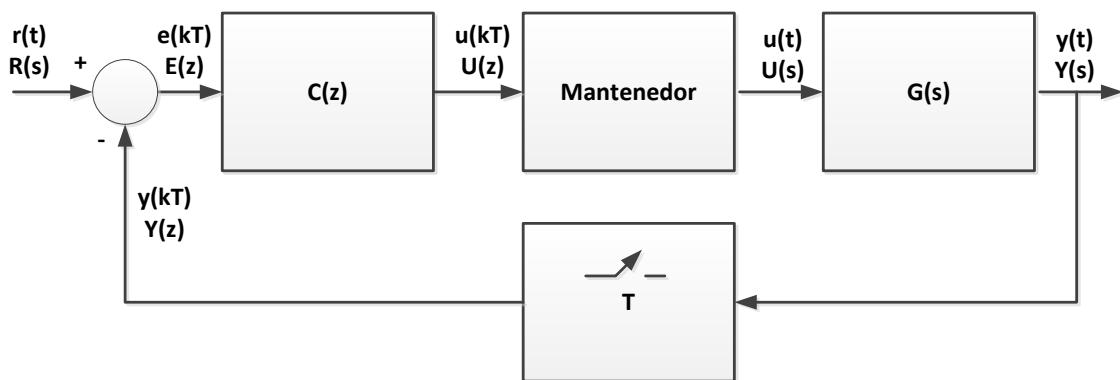 r(t)
R(s)
+
-
e(kT)
E(z)
C(z)
u(kT)
U(z)
Mantenedor
u(t)
U(s)
G(s)
y(t)
Y(s)
y(kT)
Y(z)
T